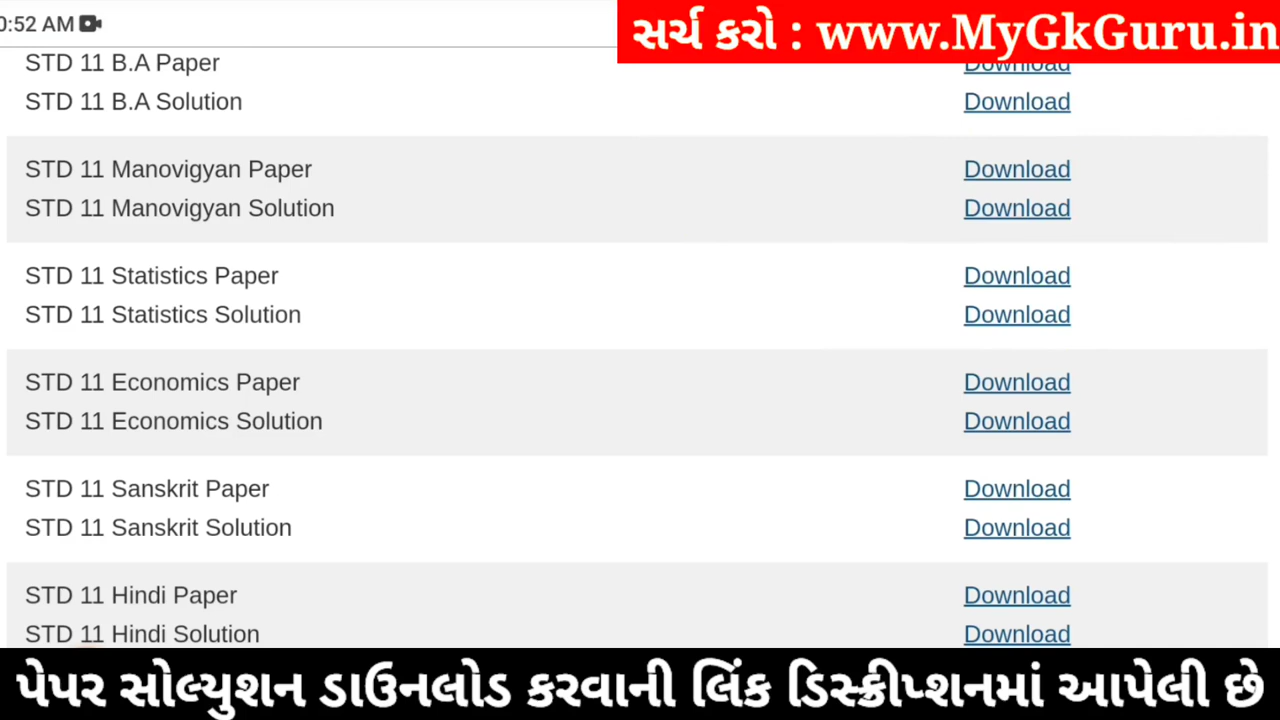 0:52 AM
સર્ચ કરો : www.MyGkGuru.in
STD 11 B.A Paper Download
STD 11 B.A Solution Download
STD 11 Manovigyan Paper Download
STD 11 Manovigyan Solution Download
STD 11 Statistics Paper Download
STD 11 Statistics Solution Download
STD 11 Economics Paper Download
STD 11 Economics Solution Download
STD 11 Sanskrit Paper Download
STD 11 Sanskrit Solution Download
STD 11 Hindi Paper Download
STD 11 Hindi Solution Download
પેપર સોલ્યુશન ડાઉનલોડ કરવાની લિંક ડિસ્ક્રીપ્શનમાં આપેલી છે